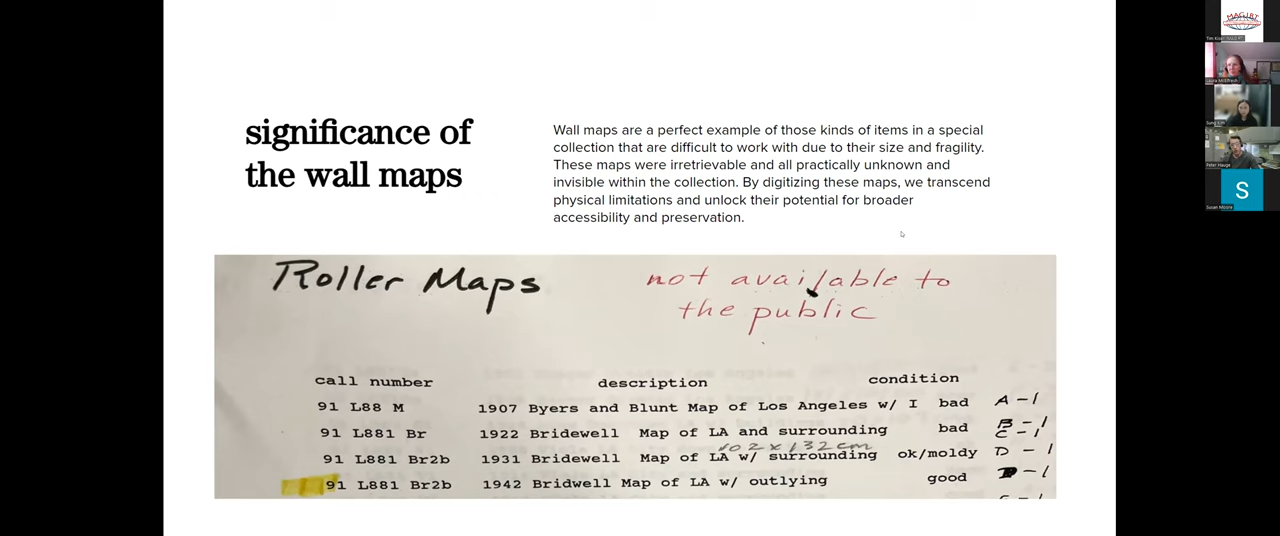 significance of
the wall maps
Wall maps are a perfect example of those kinds of items in a special
collection that are difficult to work with due to their size and fragility.
These maps were irretrievable and all practically unknown and
invisible within the collection. By digitizing these maps, we transcend
physical limitations and unlock their potential for broader
accessibility and preservation.
Roller Maps not available to
the public
call number description condition
91 L88 M 1907 Byers and Blunt Map of Los Angeles w/ I bad A-1
91 L881 Br 1922 Bridewell Map of LA and surrounding bad B-1
C-1
102 x 132 cm
91 L881 Br2b 1931 Bridewell Map of LA w/ surrounding ok/moldy D-1
91 L881 Br2b 1942 Bridwell Map of LA w/ outlying good
MAGIRT
Peter Hauge
S
Susan Moore